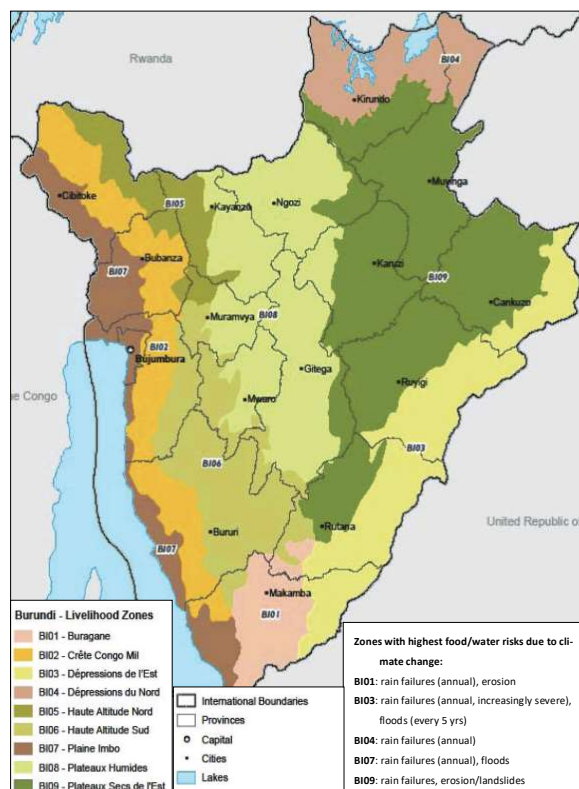 Rwanda
BI04
Kirundo
Muyinga
Cibitoke
BI05
Kayanza
Ngozi
BI07
Bubanza
Karuzi
BI09
Cankuzo
Muramvya
BI08
BI02
Bujumbura
Gitega
Ruyigi
e Congo
Mwaro
BI03
BI06
United Republic o
Rutana
Bururi
BI07
Makamba
BI01
Burundi - Livelihood Zones
BI01 - Buragane
BI02 - Crête Congo Mil
BI03 - Dépressions de l'Est
BI04 - Dépressions du Nord
BI05 - Haute Altitude Nord
BI06 - Haute Altitude Sud
BI07 - Plaine Imbo
BI08 - Plateaux Humides
BI09 - Plateaux Secs de l'Est
International Boundaries
Provinces
Capital
Cities
Lakes
Zones with highest food/water risks due to cli-
mate change:
BI01: rain failures (annual), erosion
BI03: rain failures (annual, increasingly severe),
floods (every 5 yrs)
BI04: rain failures (annual)
BI07: rain failures (annual), floods
BI09: rain failures, erosion/landslides